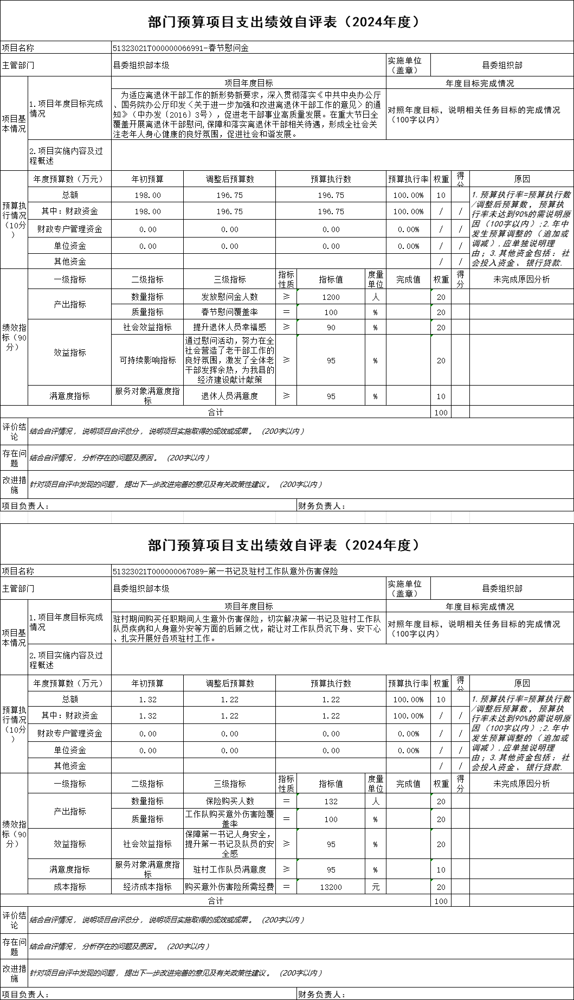 部门预算项目支出绩效自评表（2024年度）
项目名称 51323021T000000066991-春节慰问金
主管部门 县委组织部本级 实施单位（盖章） 县委组织部
项目基本情况 1.项目年度目标完成情况 项目年度目标 年度目标完成情况
为适应离退休干部工作的新形势新要求，深入贯彻落实《中共中央办公厅
、国务院办公厅印发〈关于进一步加强和改进离退休干部工作的意见〉的通
知》（中办发〔2016〕3号），促进老干部事业高质量发展。在重大节日全
覆盖开展离退休干部慰问,保障和落实离退休干部相关待遇，形成全社会关
注老年人身心健康的良好氛围，促进社会和谐发展。
对照年度目标，说明相关任务目标的完成情况
（100字以内）
2.项目实施内容及过程概述
预算执行情况（10分） 年度预算数（万元） 年初预算 调整后预算数 预算执行数 预算执行率 权重 得分 原因
总额 198.00 196.75 196.75 100.00% 10
其中：财政资金 198.00 196.75 196.75 100.00% / /
财政专户管理资金 0.00 0.00 0.00 0.00% / /
单位资金 0.00 0.00 0.00 0.00% / /
其他资金 / /
1.预算执行率=预算执行数
/调整后预算数，预算执
行率未达到90%的需说明原
因（100字以内）;2.年中
发生预算调整的（追加或
调减）,应单独说明理
由；3.其他资金包括：社
会投入资金、银行贷款.
绩效指标（90分） 一级指标 二级指标 三级指标 指标性质 指标值 度量单位 完成值 权重 得分 未完成原因分析
产出指标 数量指标 发放慰问金人数 ≥ 1200 人 20
质量指标 春节慰问覆盖率 ＝ 100 % 20
效益指标 社会效益指标 提升退休人员幸福感 ≥ 90 % 20
可持续影响指标 通过慰问活动，努力在全社会营造了老干部工作的良好氛围，激发了全体老干部发挥余热，为我县的经济建设献计献策 ≥ 95 % 20
满意度指标 服务对象满意度指标 退休人员满意度 ≥ 95 % 10
合计 100
评价结论 结合自评情况，说明项目自评总分，说明项目实施取得的成效或成果。（200字以内）
存在问题 结合自评情况，分析存在的问题及原因。（200字以内）
改进措施 针对项目自评中发现的问题，提出下一步改进完善的意见及有关政策性建议。（200字以内）
项目负责人： 财务负责人：
部门预算项目支出绩效自评表（2024年度）
项目名称 51323021T000000067089-第一书记及驻村工作队意外伤害保险
主管部门 县委组织部本级 实施单位（盖章） 县委组织部
项目基本情况 1.项目年度目标完成情况 项目年度目标 年度目标完成情况
驻村期间购买任职期间人生意外伤害保险，切实解决第一书记及驻村工作队
队员疾病和人身意外安等方面的后顾之忧，能让对工作队员沉下身、安下心
、扎实开展好各项驻村工作。
对照年度目标，说明相关任务目标的完成情况
（100字以内）
2.项目实施内容及过程概述
预算执行情况（10分） 年度预算数（万元） 年初预算 调整后预算数 预算执行数 预算执行率 权重 得分 原因
总额 1.32 1.22 1.22 100.00% 10
其中：财政资金 1.32 1.22 1.22 100.00% / /
财政专户管理资金 0.00 0.00 0.00 0.00% / /
单位资金 0.00 0.00 0.00 0.00% / /
其他资金 / /
1.预算执行率=预算执行数
/调整后预算数，预算执
行率未达到90%的需说明原
因（100字以内）;2.年中
发生预算调整的（追加或
调减）,应单独说明理
由；3.其他资金包括：社
会投入资金、银行贷款.
绩效指标（90分） 一级指标 二级指标 三级指标 指标性质 指标值 度量单位 完成值 权重 得分 未完成原因分析
产出指标 数量指标 保险购买人数 ＝ 132 人 20
质量指标 工作队购买意外伤害险覆盖率 ＝ 100 % 20
效益指标 社会效益指标 保障第一书记人身安全，提升第一书记及队员的安全感 ≥ 95 % 20
满意度指标 服务对象满意度指标 驻村工作队员满意度 ≥ 95 % 10
成本指标 经济成本指标 购买意外伤害险所需经费 ＝ 13200 元 20
合计 100
评价结论 结合自评情况，说明项目自评总分，说明项目实施取得的成效或成果。（200字以内）
存在问题 结合自评情况，分析存在的问题及原因。（200字以内）
改进措施 针对项目自评中发现的问题，提出下一步改进完善的意见及有关政策性建议。（200字以内）
项目负责人： 财务负责人：